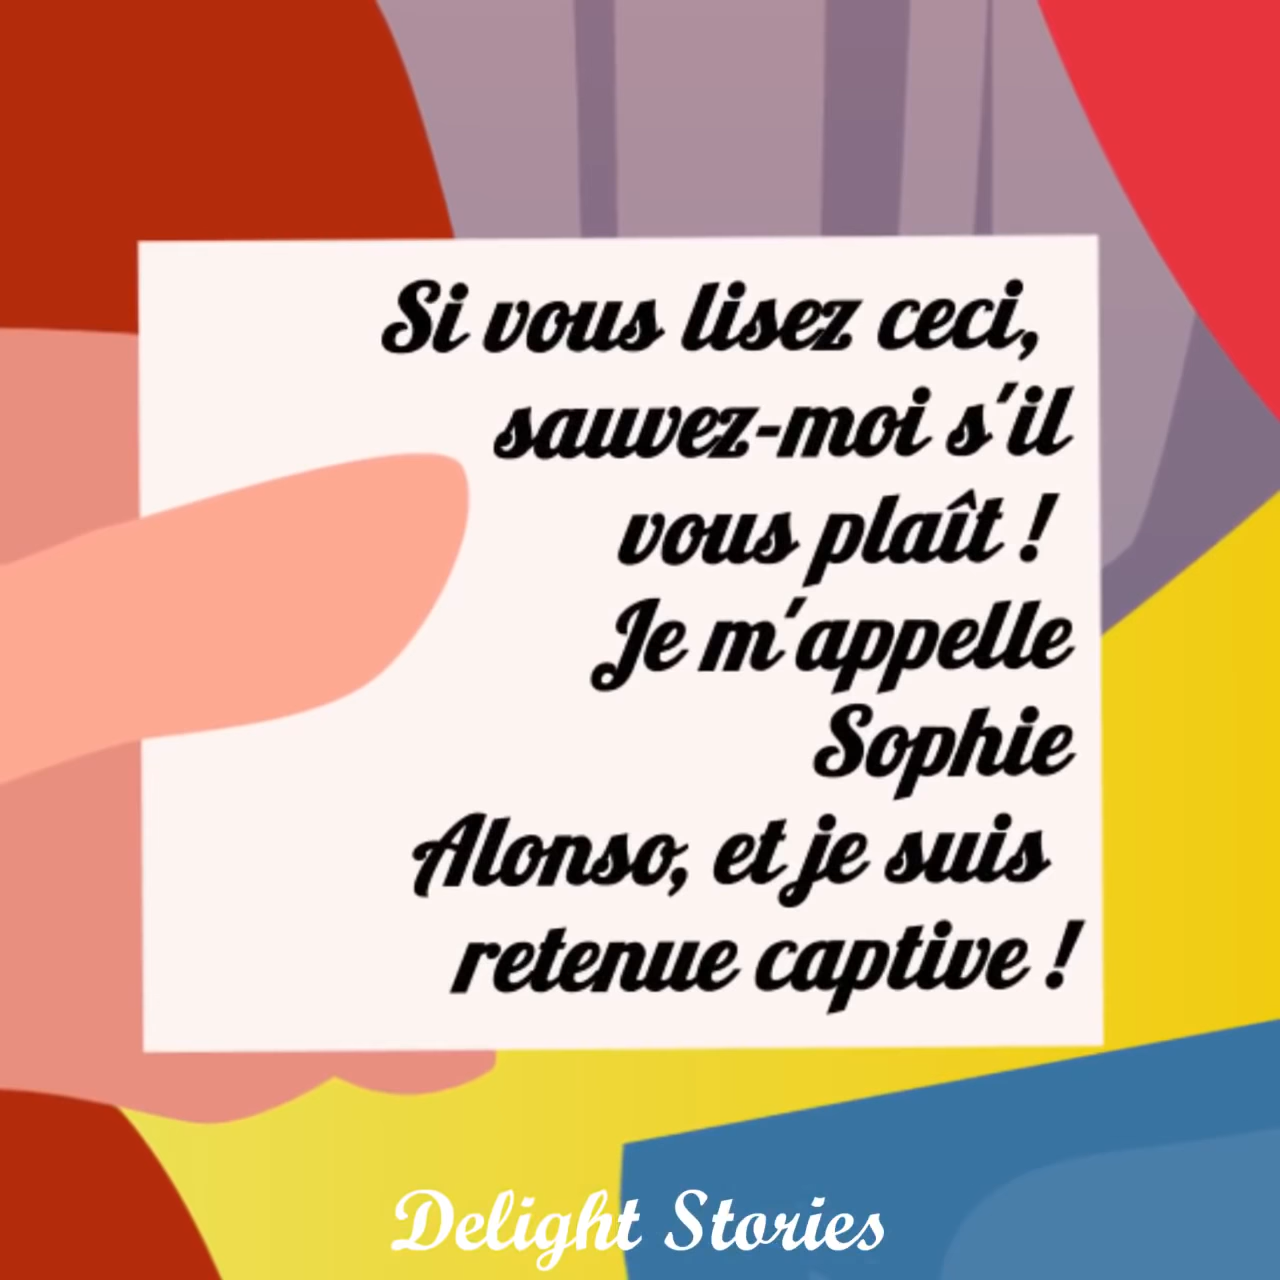 Si vous lisez ceci,
sauvez-moi s'il
vous plaît !
Je m'appelle
Sophie
Alonso, et je suis
retenue captive !
Delight Stories